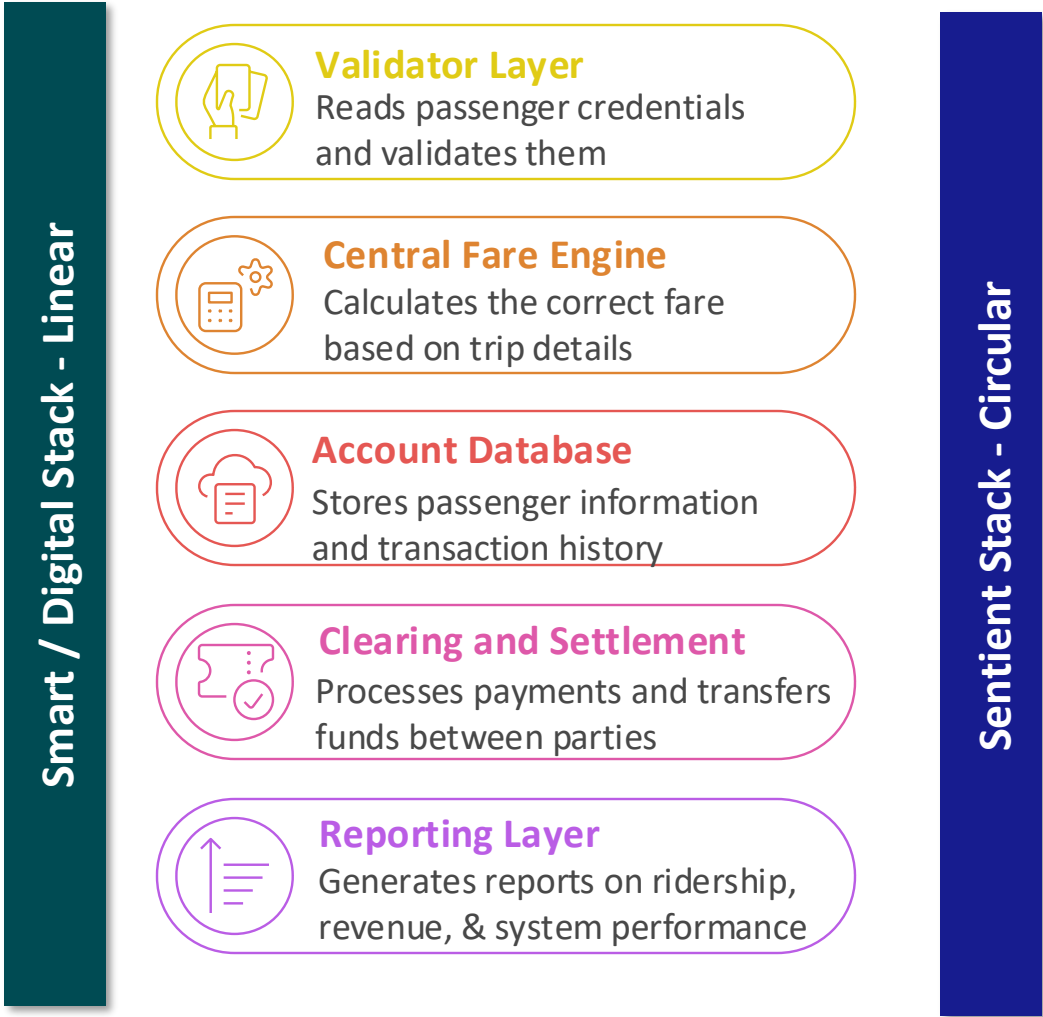 Smart / Digital Stack - Linear
Validator Layer
Reads passenger credentials
and validates them
Central Fare Engine
Calculates the correct fare
based on trip details
Account Database
Stores passenger information
and transaction history
Clearing and Settlement
Processes payments and transfers
funds between parties
Reporting Layer
Generates reports on ridership,
revenue, & system performance
Sentient Stack - Circular